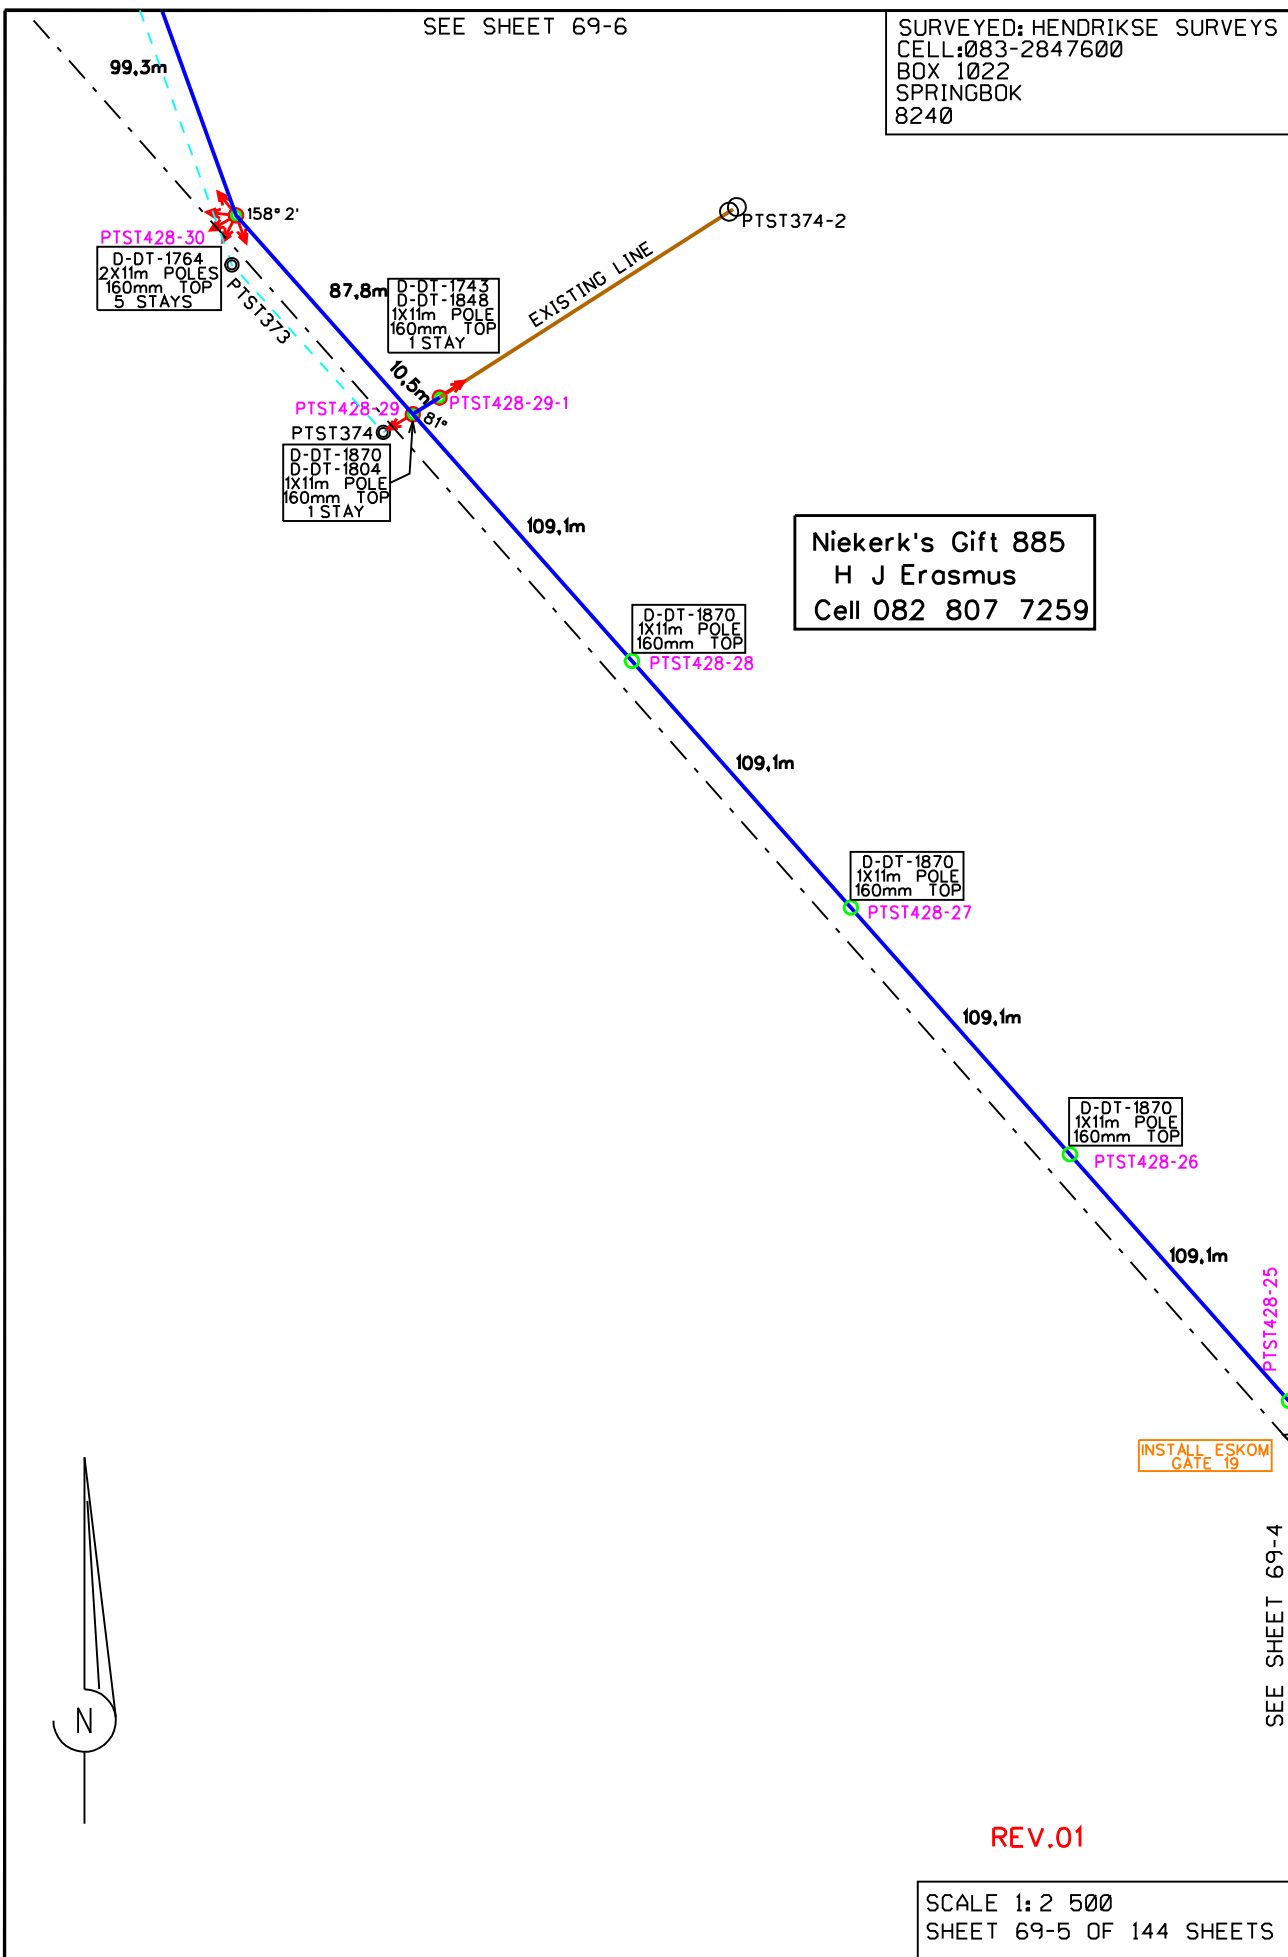 SEE SHEET 69-6
SURVEYED: HENDRIKSE SURVEYS
CELL:083-2847600
BOX 1022
SPRINGBOK
8240
99,3m
158° 2'
PTST428-30
D-DT-1764
2X11m POLES
160mm TOP
5 STAYS
PTST373
PTST374-2
EXISTING LINE
87,8m
D-DT-1743
D-DT-1848
1X11m POLE
160mm TOP
1 STAY
10,5m
PTST428-29-1
PTST428-29
81°
PTST374
D-DT-1870
D-DT-1804
1X11m POLE
160mm TOP
1 STAY
109,1m
Niekerk's Gift 885
H J Erasmus
Cell 082 807 7259
D-DT-1870
1X11m POLE
160mm TOP
PTST428-28
109,1m
D-DT-1870
1X11m POLE
160mm TOP
PTST428-27
109,1m
D-DT-1870
1X11m POLE
160mm TOP
PTST428-26
109,1m
PTST428-25
INSTALL ESKOM
GATE 19
SEE SHEET 69-4
N
REV.01
SCALE 1:2 500
SHEET 69-5 OF 144 SHEETS